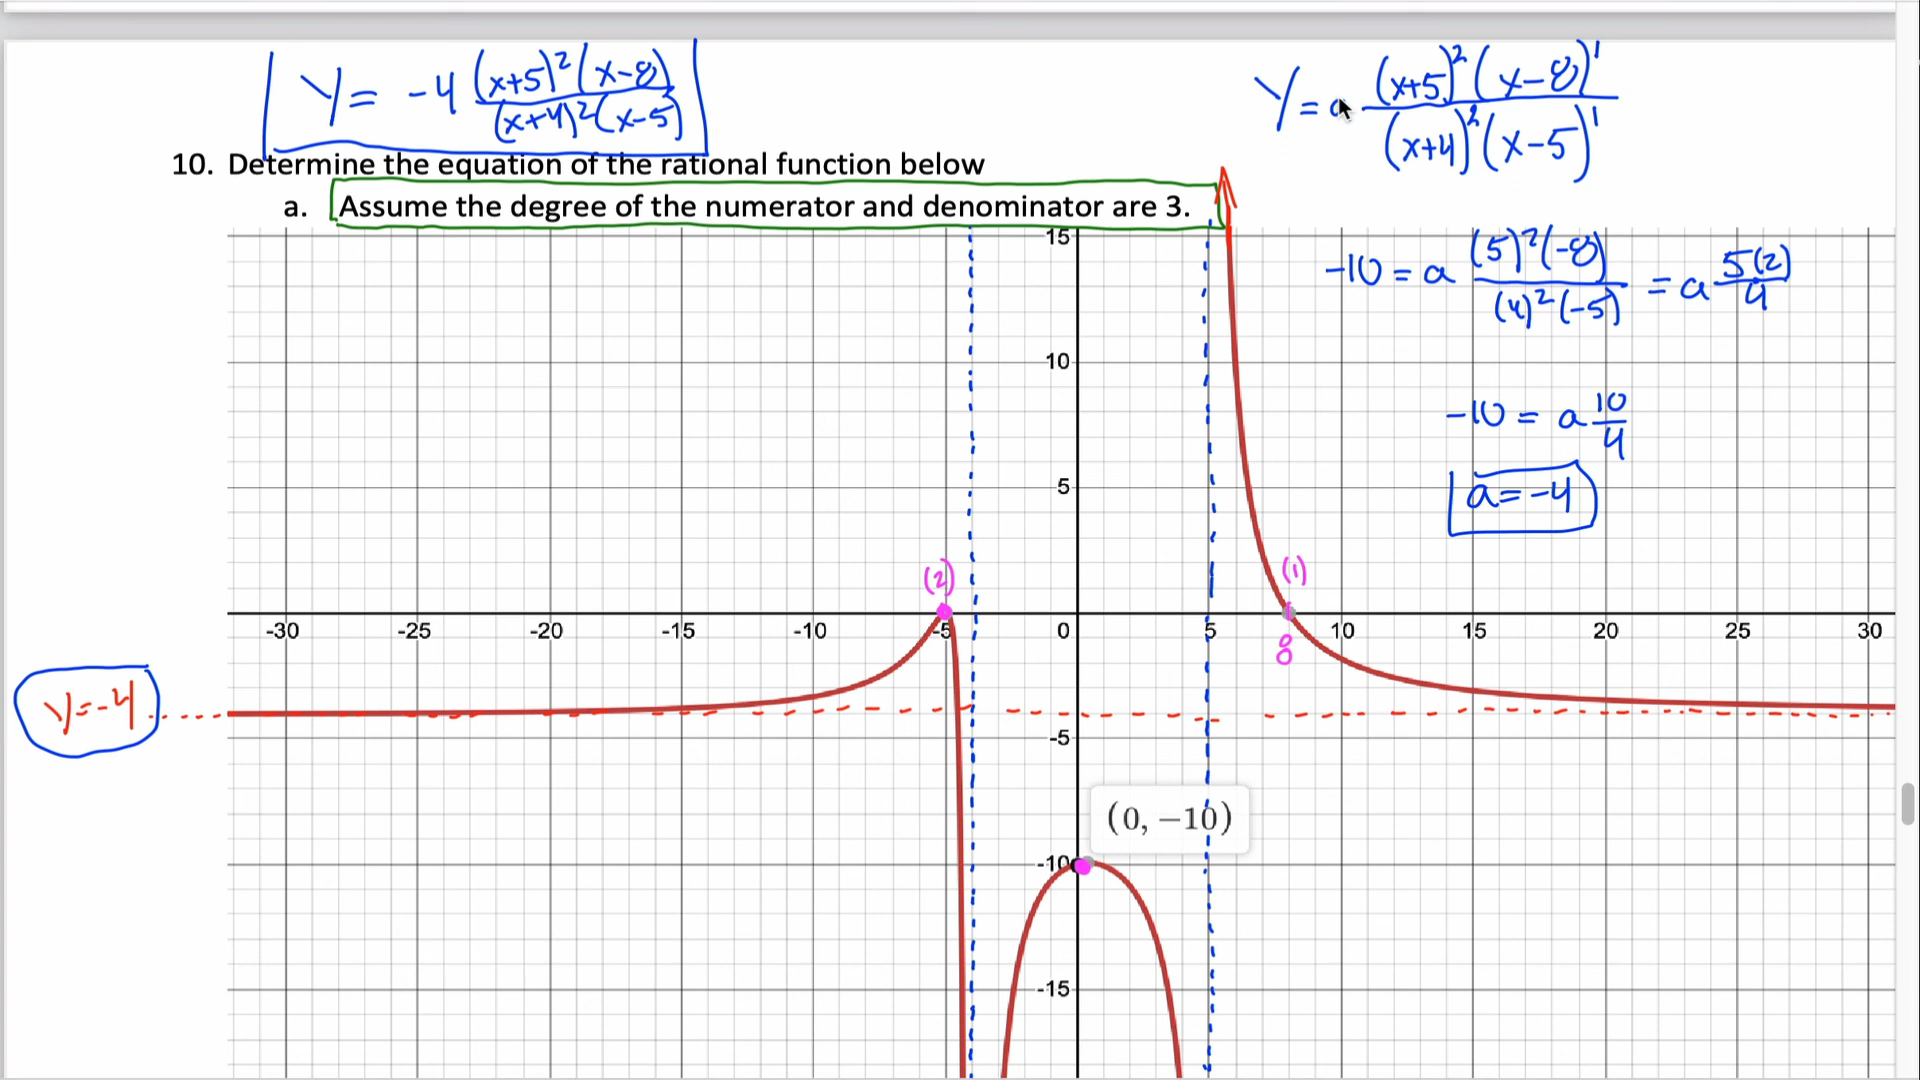 Y = -4 (x+5)²(x-8) / (x+4)²(x-5)
Y = a (x+5)²(x-8)¹ / (x+4)²(x-5)¹
10. Determine the equation of the rational function below
a. Assume the degree of the numerator and denominator are 3.
-10 = a (5)²(-8) / (4)²(-5) = a 5(2) / 4
-10 = a 10/4
a = -4
15
10
5
(2)
(1)
-30 -25 -20 -15 -10 -5 0 5 10 15 20 25 30
8
y=-4
-5
(0, −10)
-10
-15